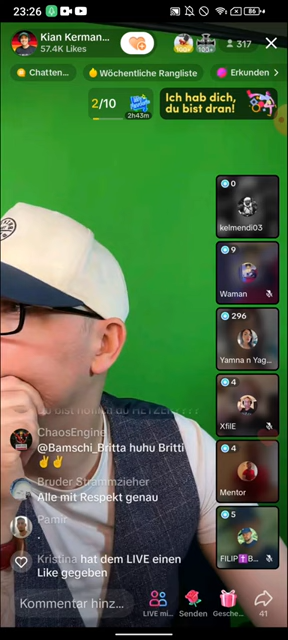 23:26
86
Kian Kerman...
57.4K Likes
100+
100+
317
Chatten...
Wöchentliche Rangliste
Erkunden
2/10
2h43m
Ich hab dich,
du bist dran!
0
kelmendi03
9
Waman
296
Yamna n Yag...
4
XfilE
4
Mentor
5
FILIP✝️B...
ChaosEngine
@Bamschi_Britta huhu Britti
✌️✌️
Bruder Strammzieher
Alle mit Respekt genau
Pamir
.
Kristina hat dem LIVE einen
Like gegeben
Kommentar hinz...
LIVE mi...
Senden
Gesche...
41